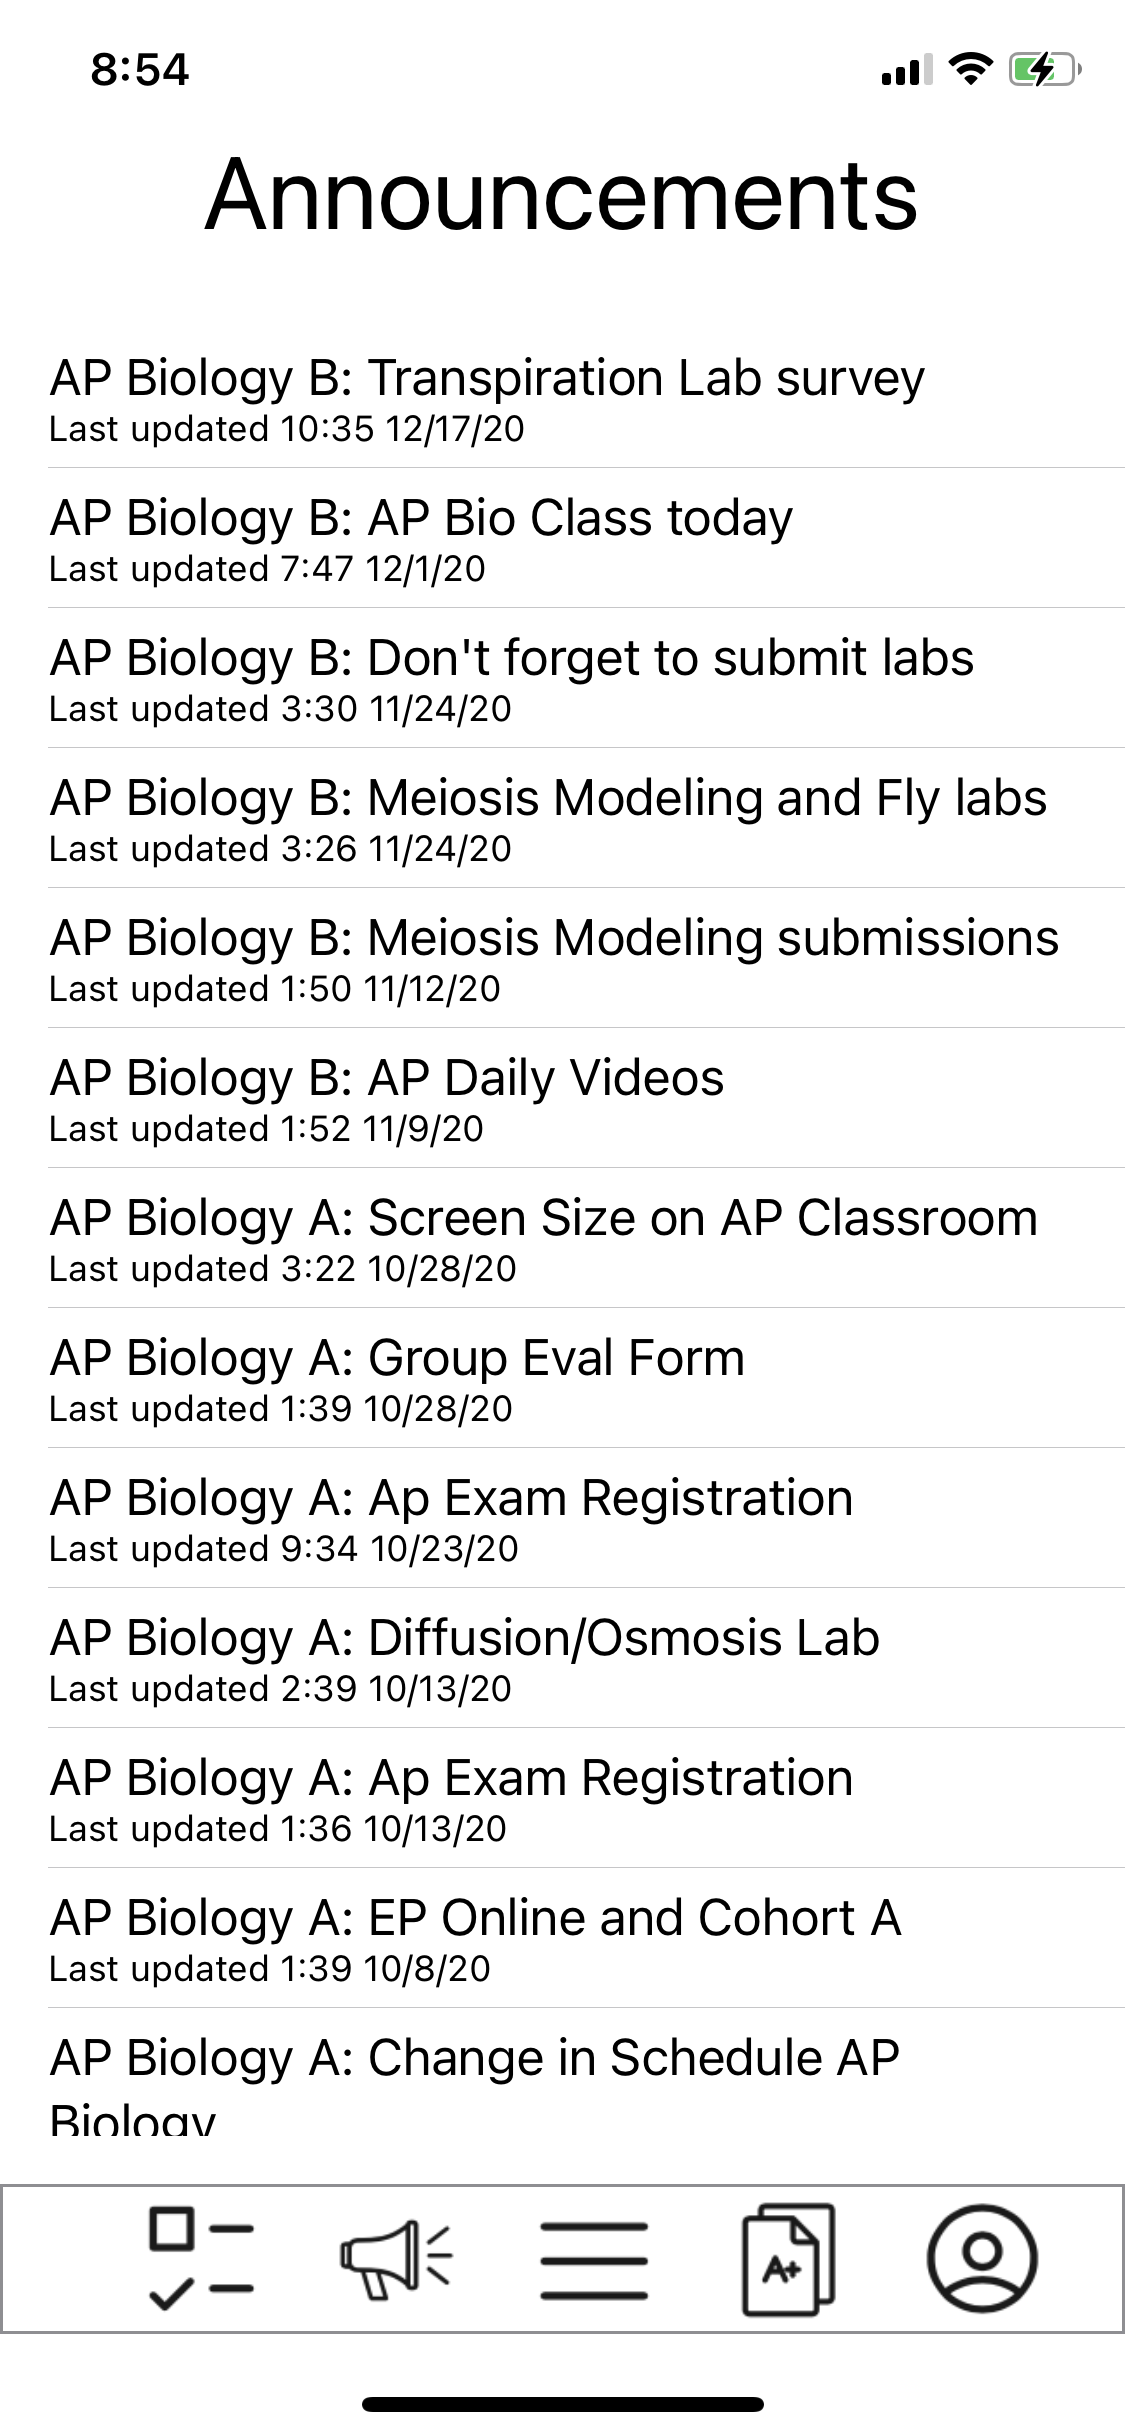 8:54
Announcements
AP Biology B: Transpiration Lab survey
Last updated 10:35 12/17/20
AP Biology B: AP Bio Class today
Last updated 7:47 12/1/20
AP Biology B: Don't forget to submit labs
Last updated 3:30 11/24/20
AP Biology B: Meiosis Modeling and Fly labs
Last updated 3:26 11/24/20
AP Biology B: Meiosis Modeling submissions
Last updated 1:50 11/12/20
AP Biology B: AP Daily Videos
Last updated 1:52 11/9/20
AP Biology A: Screen Size on AP Classroom
Last updated 3:22 10/28/20
AP Biology A: Group Eval Form
Last updated 1:39 10/28/20
AP Biology A: Ap Exam Registration
Last updated 9:34 10/23/20
AP Biology A: Diffusion/Osmosis Lab
Last updated 2:39 10/13/20
AP Biology A: Ap Exam Registration
Last updated 1:36 10/13/20
AP Biology A: EP Online and Cohort A
Last updated 1:39 10/8/20
AP Biology A: Change in Schedule AP
Biology
A+